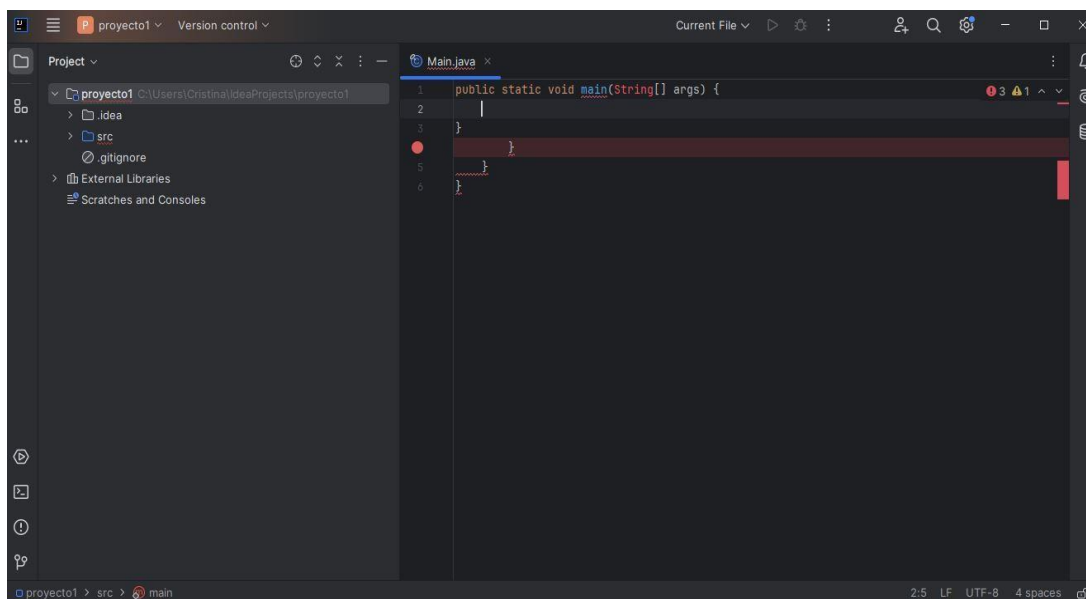 proyecto1 Version control Current File
Project
Main.java
proyecto1 C:\Users\Cristina\IdeaProjects\proyecto1
.idea
src
.gitignore
External Libraries
Scratches and Consoles
1 public static void main(String[] args) {
2
3 }
}
5 }
6 }
3 1
proyecto1 > src > main 2:5 LF UTF-8 4 spaces